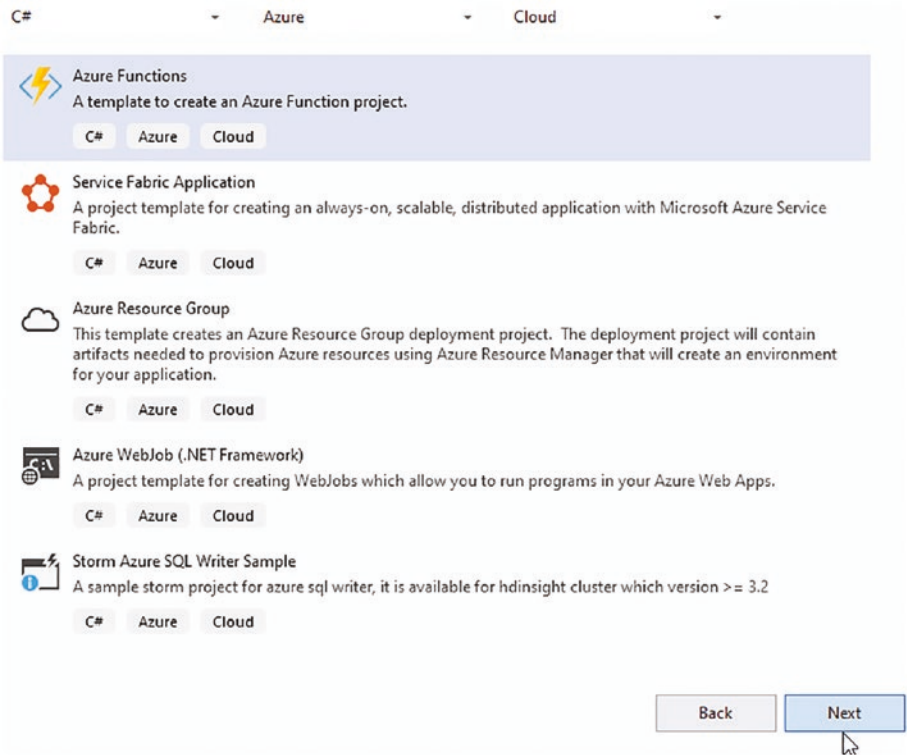 C# Azure Cloud
Azure Functions
A template to create an Azure Function project.
C# Azure Cloud
Service Fabric Application
A project template for creating an always-on, scalable, distributed application with Microsoft Azure Service
Fabric.
C# Azure Cloud
Azure Resource Group
This template creates an Azure Resource Group deployment project. The deployment project will contain
artifacts needed to provision Azure resources using Azure Resource Manager that will create an environment
for your application.
C# Azure Cloud
C:\
Azure WebJob (.NET Framework)
A project template for creating WebJobs which allow you to run programs in your Azure Web Apps.
C# Azure Cloud
Storm Azure SQL Writer Sample
A sample storm project for azure sql writer, it is available for hdinsight cluster which version >= 3.2
C# Azure Cloud
Back Next